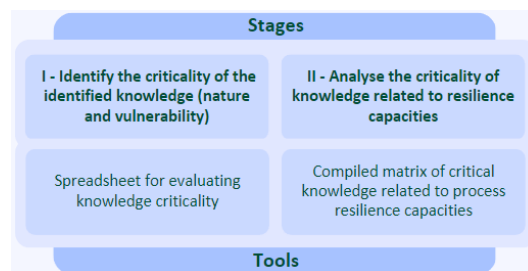 Stages
I - Identify the criticality of the
identified knowledge (nature
and vulnerability)
II - Analyse the criticality of
knowledge related to resilience
capacities
Spreadsheet for evaluating
knowledge criticality
Compiled matrix of critical
knowledge related to process
resilience capacities
Tools